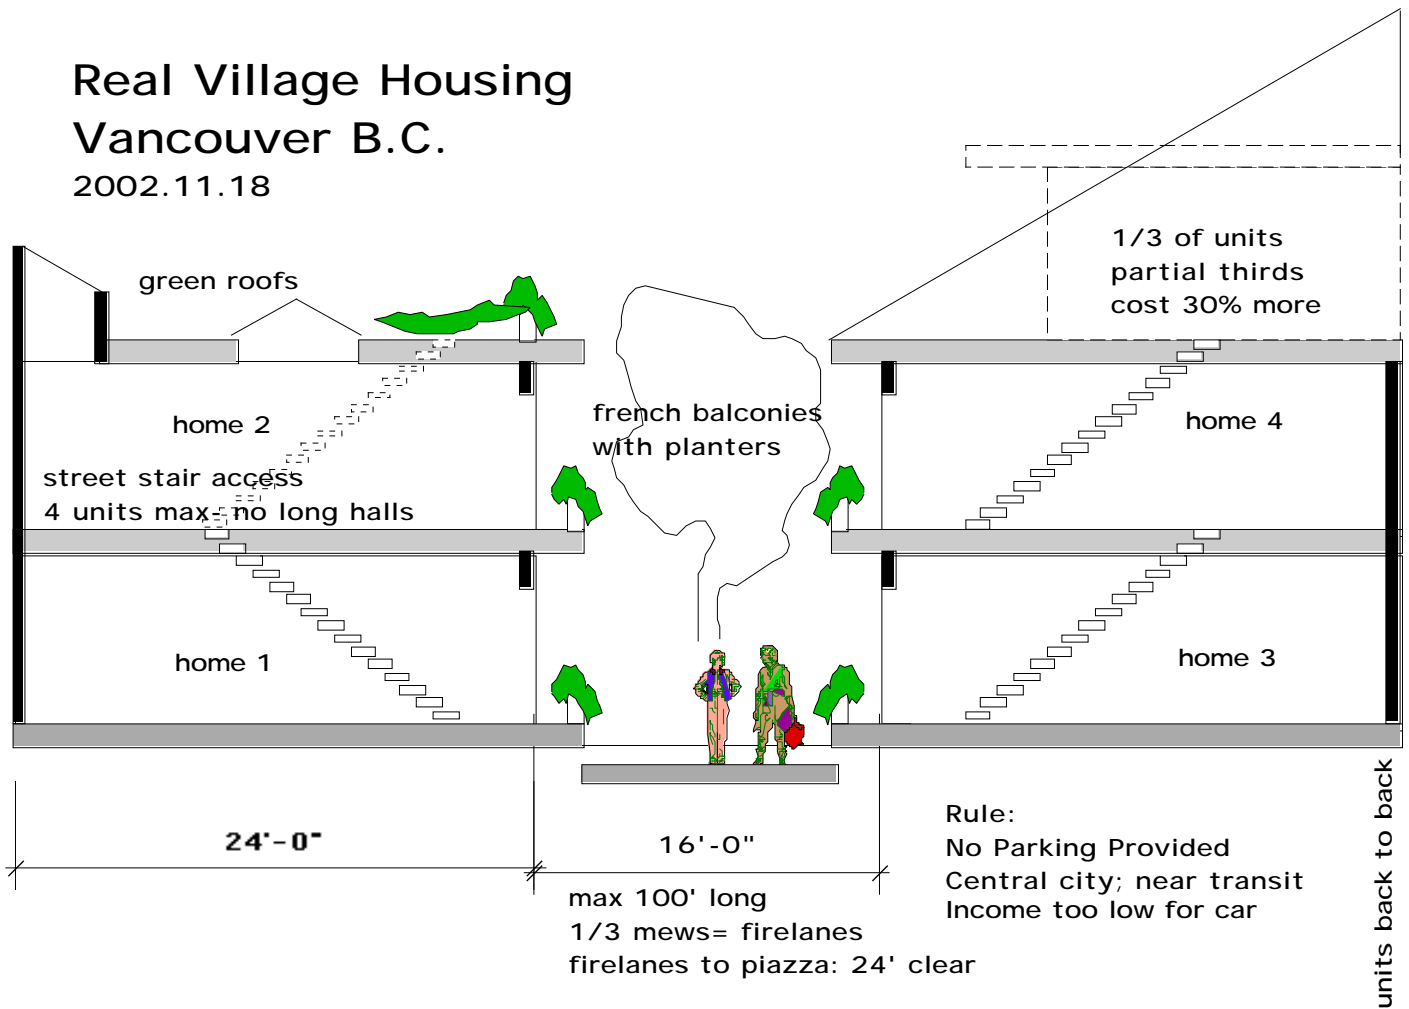 Real Village Housing
Vancouver B.C.
2002.11.18
green roofs
1/3 of units
partial thirds
cost 30% more
home 2
street stair access
4 units max- no long halls
french balconies
with planters
home 4
home 1
home 3
24'-0"
16'-0"
max 100' long
1/3 mews= firelanes
firelanes to piazza: 24' clear
Rule:
No Parking Provided
Central city; near transit
Income too low for car
units back to back